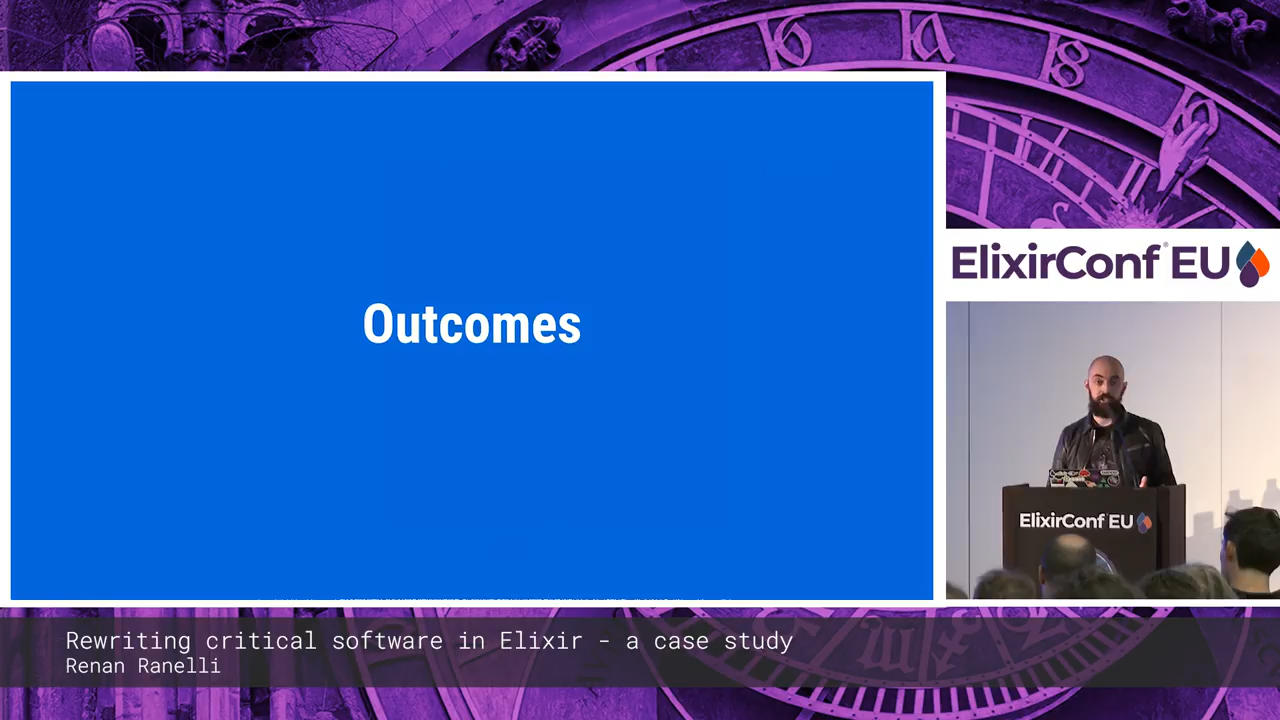 Outcomes
ElixirConf® EU
ElixirConf EU
Rewriting critical software in Elixir - a case study
Renan Ranelli